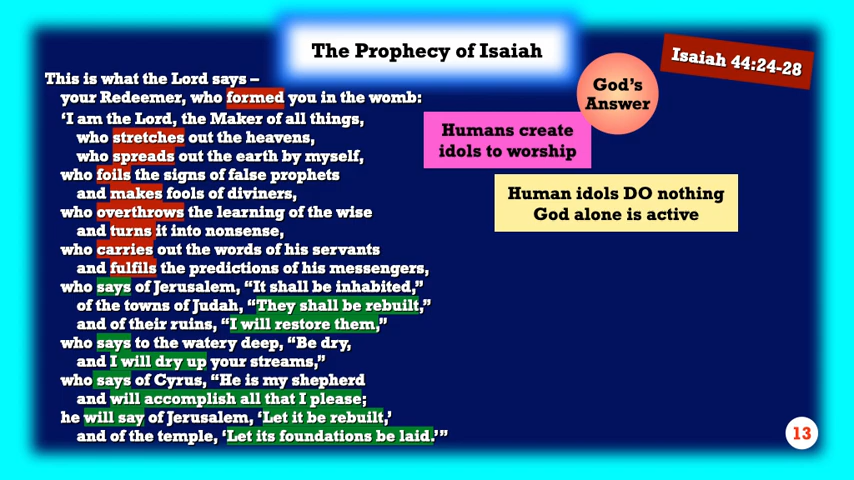 The Prophecy of Isaiah
Isaiah 44:24-28
God's
Answer
This is what the Lord says –
your Redeemer, who formed you in the womb:
‘I am the Lord, the Maker of all things,
who stretches out the heavens,
who spreads out the earth by myself,
who foils the signs of false prophets
and makes fools of diviners,
who overthrows the learning of the wise
and turns it into nonsense,
who carries out the words of his servants
and fulfils the predictions of his messengers,
who says of Jerusalem, “It shall be inhabited,”
of the towns of Judah, “They shall be rebuilt,”
and of their ruins, “I will restore them,”
who says to the watery deep, “Be dry,
and I will dry up your streams,”
who says of Cyrus, “He is my shepherd
and will accomplish all that I please;
he will say of Jerusalem, ‘Let it be rebuilt,’
and of the temple, ‘Let its foundations be laid.’”
Humans create
idols to worship
Human idols DO nothing
God alone is active
13